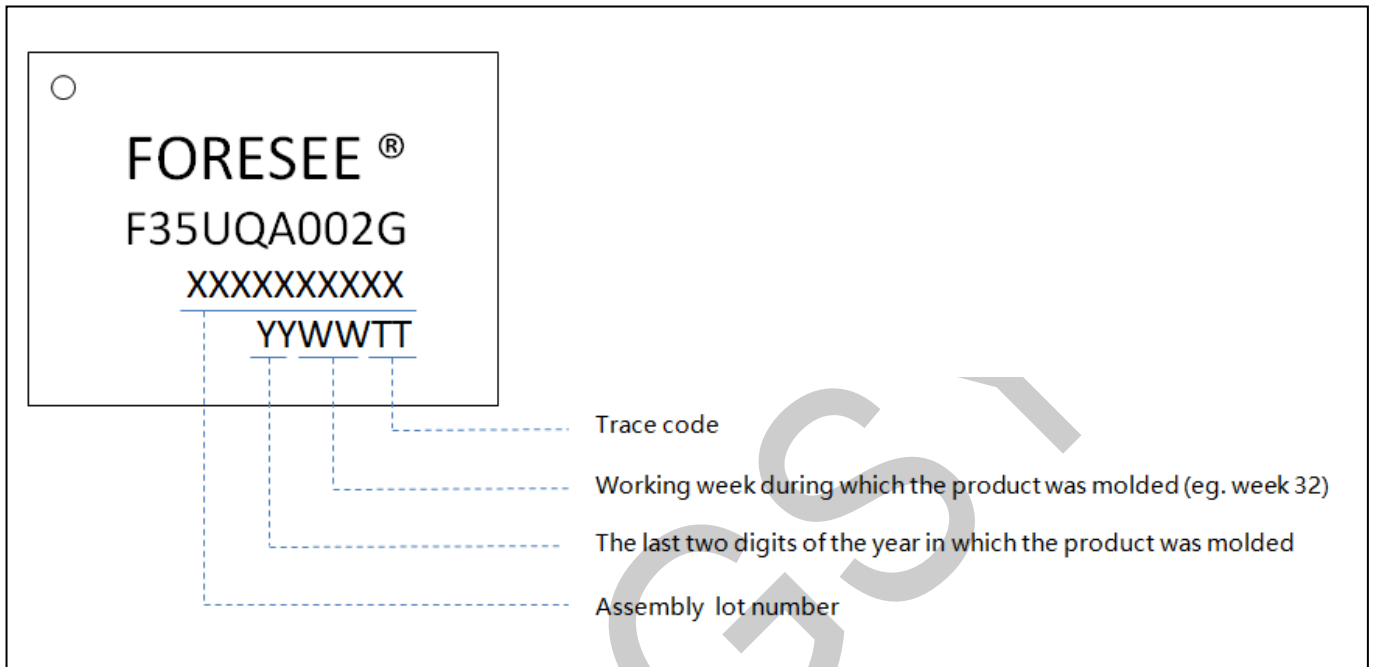 FORESEE ®
F35UQA002G
XXXXXXXXXX
YYWWTT
Trace code
Working week during which the product was molded (eg. week 32)
The last two digits of the year in which the product was molded
Assembly lot number